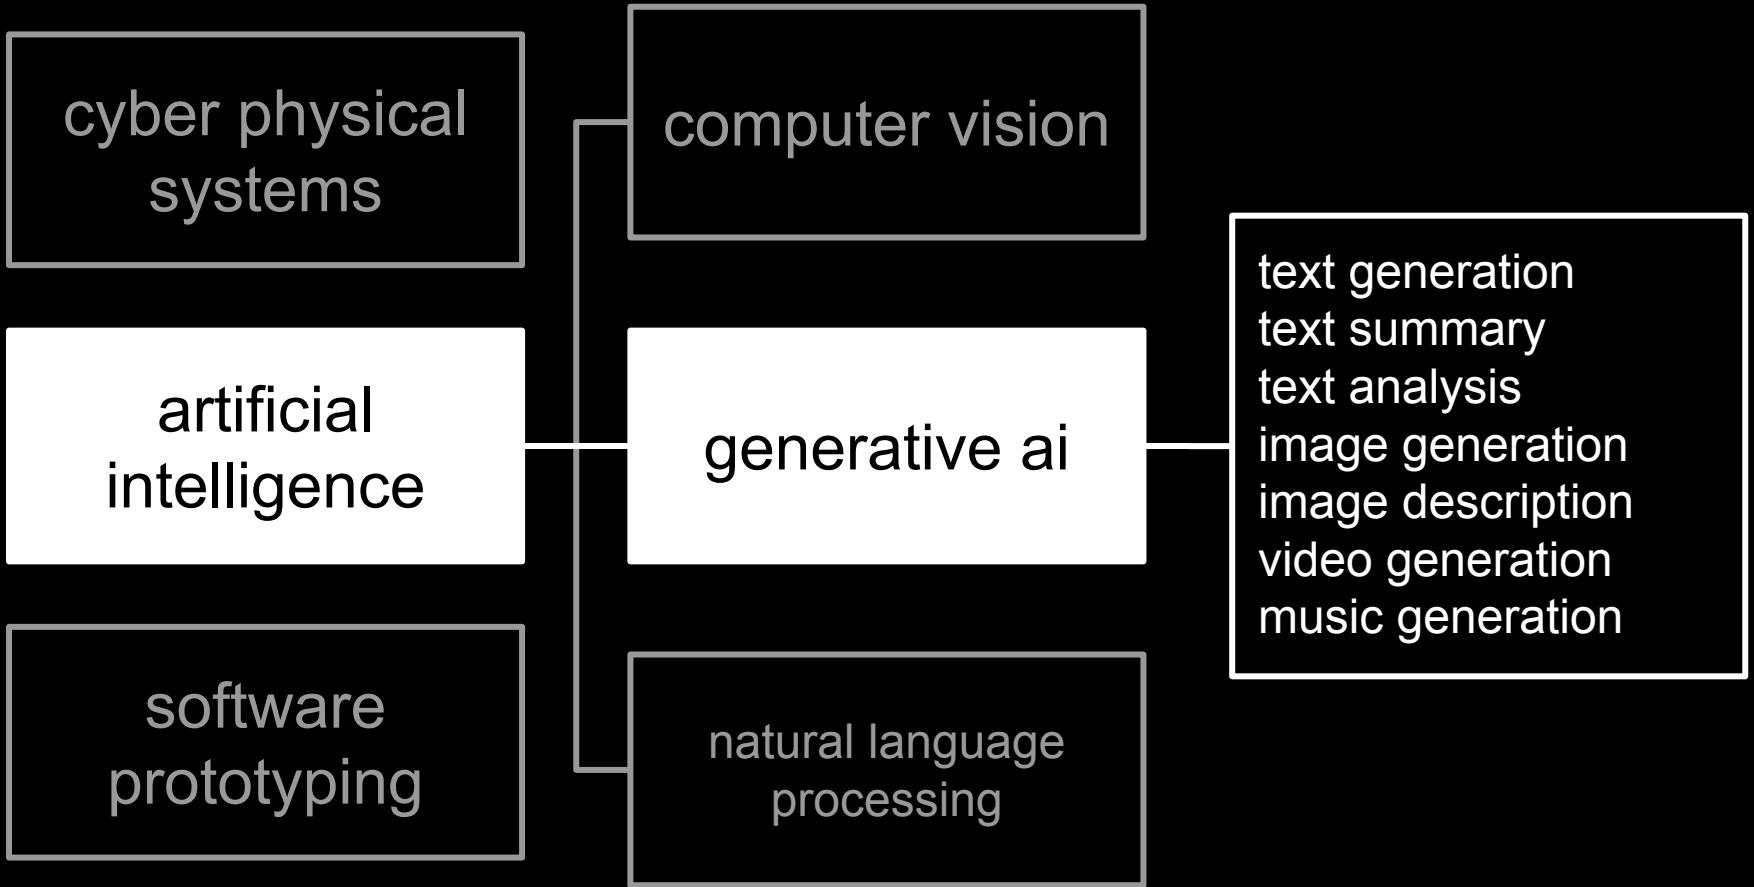 cyber physical
systems
computer vision
artificial
intelligence
generative ai
text generation
text summary
text analysis
image generation
image description
video generation
music generation
software
prototyping
natural language
processing